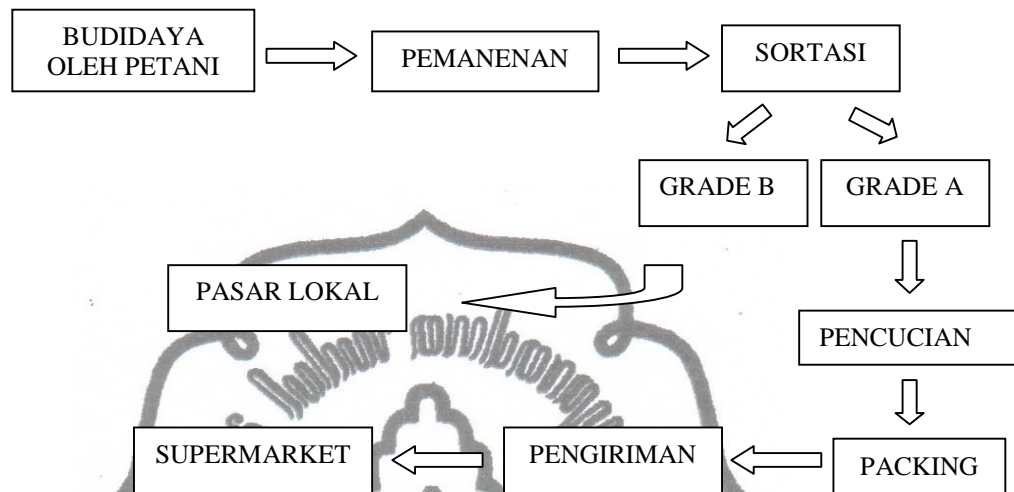 BUDIDAYA
OLEH PETANI
PEMANENAN
SORTASI
GRADE B
GRADE A
PASAR LOKAL
PENCUCIAN
SUPERMARKET
PENGIRIMAN
PACKING